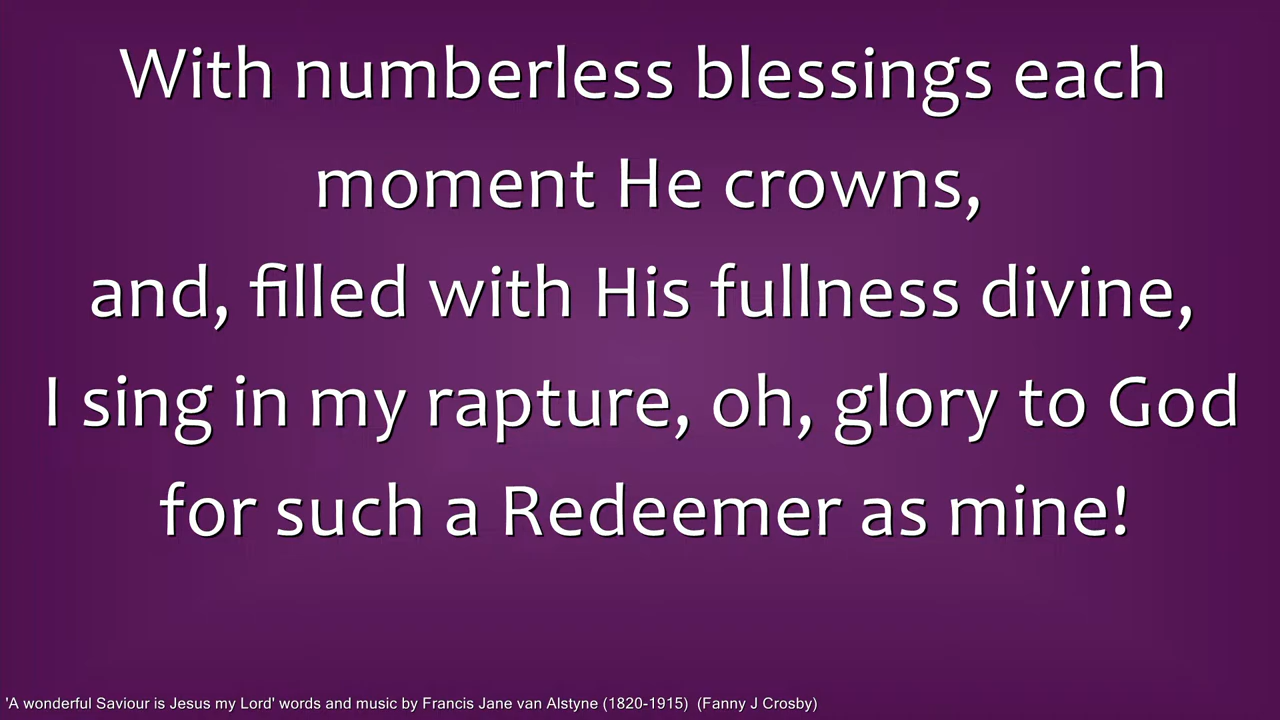 With numberless blessings each
moment He crowns,
and, filled with His fullness divine,
I sing in my rapture, oh, glory to God
for such a Redeemer as mine!
'A wonderful Saviour is Jesus my Lord' words and music by Francis Jane van Alstyne (1820-1915)  (Fanny J Crosby)